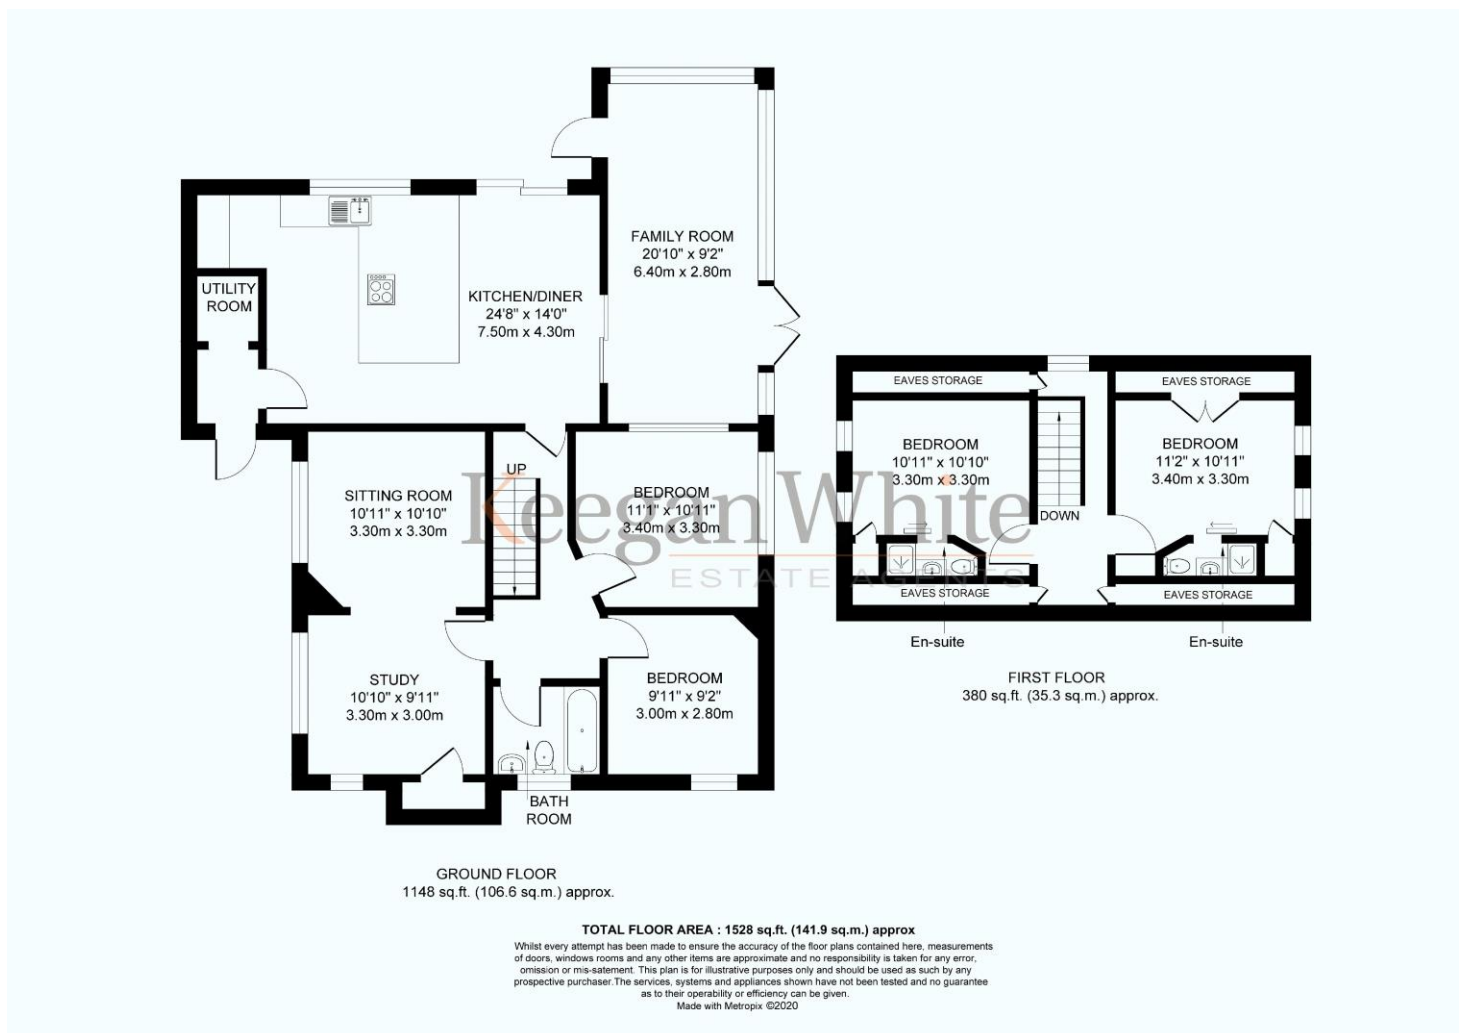 FAMILY ROOM
20'10" x 9'2"
6.40m x 2.80m
UTILITY
ROOM
KITCHEN/DINER
24'8" x 14'0"
7.50m x 4.30m
SITTING ROOM
10'11" x 10'10"
3.30m x 3.30m
UP
BEDROOM
11'1" x 10'11"
3.40m x 3.30m
STUDY
10'10" x 9'11"
3.30m x 3.00m
BEDROOM
9'11" x 9'2"
3.00m x 2.80m
BATH
ROOM
GROUND FLOOR
1148 sq.ft. (106.6 sq.m.) approx.
EAVES STORAGE
EAVES STORAGE
BEDROOM
10'11" x 10'10"
3.30m x 3.30m
BEDROOM
11'2" x 10'11"
3.40m x 3.30m
DOWN
EAVES STORAGE
EAVES STORAGE
En-suite
En-suite
FIRST FLOOR
380 sq.ft. (35.3 sq.m.) approx.
KeeganWhite
ESTATE AGENTS
TOTAL FLOOR AREA : 1528 sq.ft. (141.9 sq.m.) approx
Whilst every attempt has been made to ensure the accuracy of the floor plans contained here, measurements
of doors, windows rooms and any other items are approximate and no responsibility is taken for any error,
omission or mis-satement. This plan is for illustrative purposes only and should be used as such by any
prospective purchaser.The services, systems and appliances shown have not been tested and no guarantee
as to their operability or efficiency can be given.
Made with Metropix ©2020